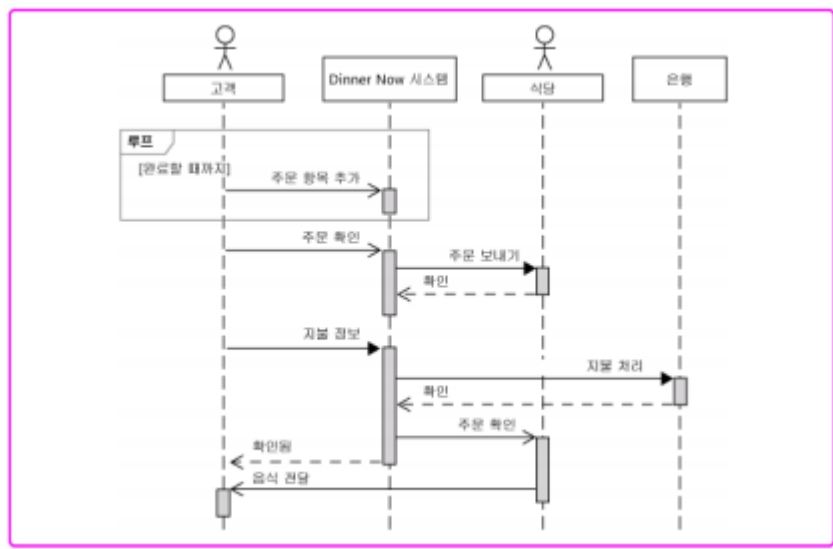 고객
Dinner Now 시스템
식당
은행
루프
[완료할 때까지]
주문 항목 추가
주문 확인
주문 보내기
확인
지불 정보
지불 처리
확인
주문 확인
확인됨
음식 전달